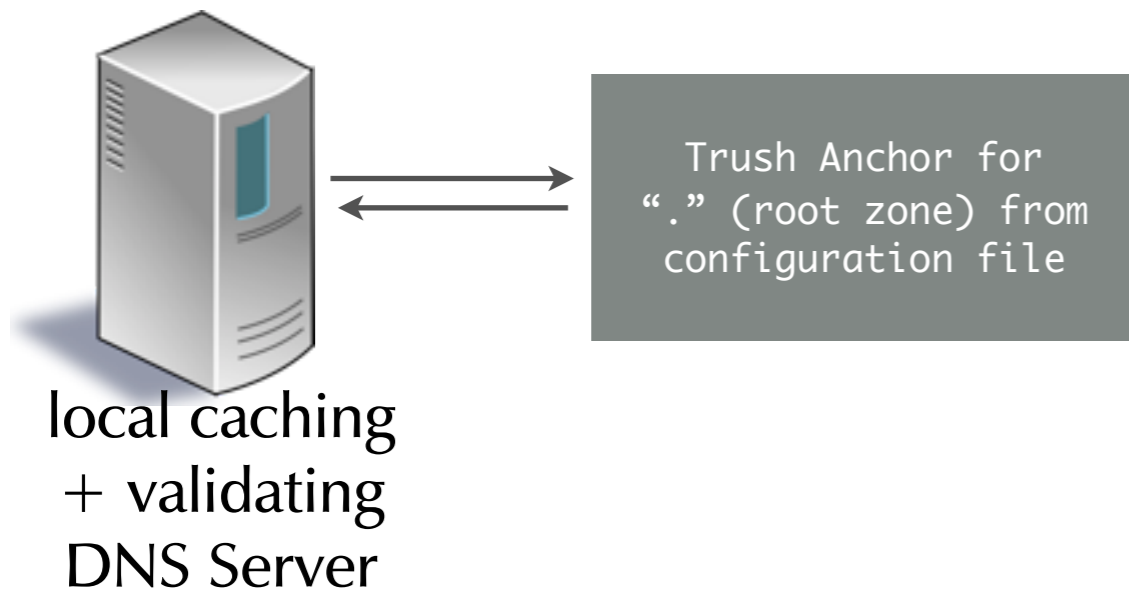 Trush Anchor for
“.” (root zone) from
configuration file
local caching
+ validating
DNS Server